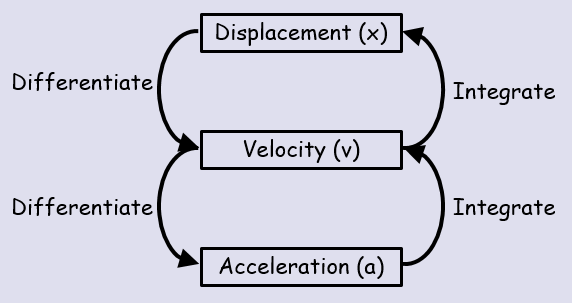 Displacement (x)
Differentiate
Integrate
Velocity (v)
Differentiate
Integrate
Acceleration (a)